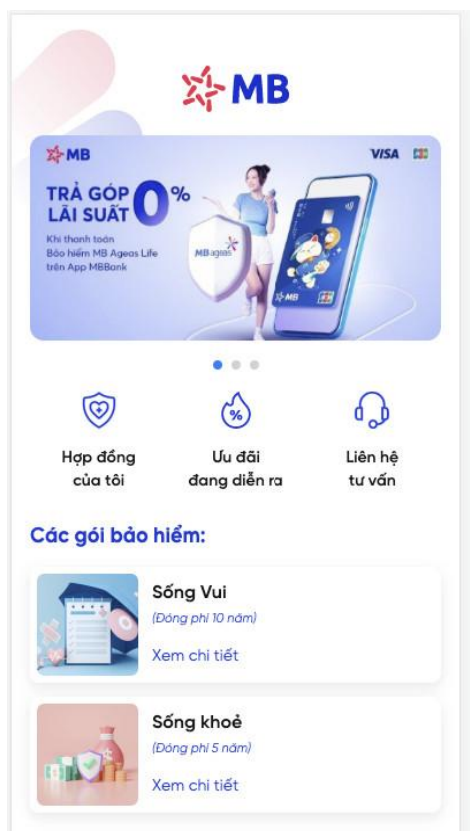 MB
MB
VISA JCB
TRẢ GÓP 0%
LÃI SUẤT
Khi thanh toán
Bảo hiểm MB Ageas Life
trên App MBBank
MB ageas
MB
JCB
Hợp đồng
của tôi
Ưu đãi
đang diễn ra
Liên hệ
tư vấn
Các gói bảo hiểm:
Sống Vui
(Đóng phí 10 năm)
Xem chi tiết
Sống khoẻ
(Đóng phí 5 năm)
Xem chi tiết